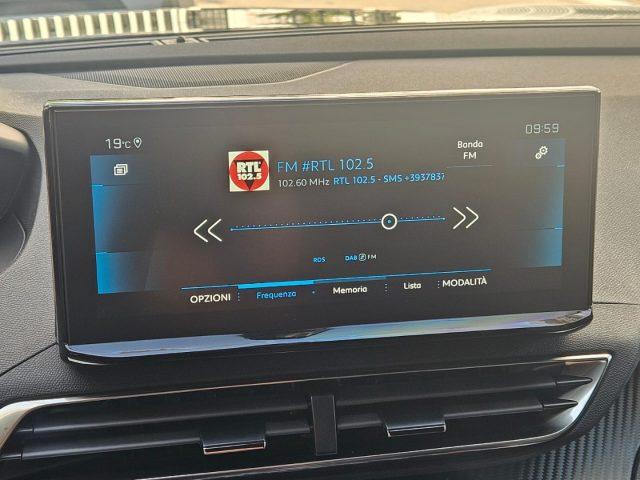 19°C
09:59
RTL 102.5
FM #RTL 102.5
Banda FM
102.60 MHz RTL 102.5 - SMS +3937837
RDS DAB FM
OPZIONI Frequenza Memoria Lista MODALITÀ